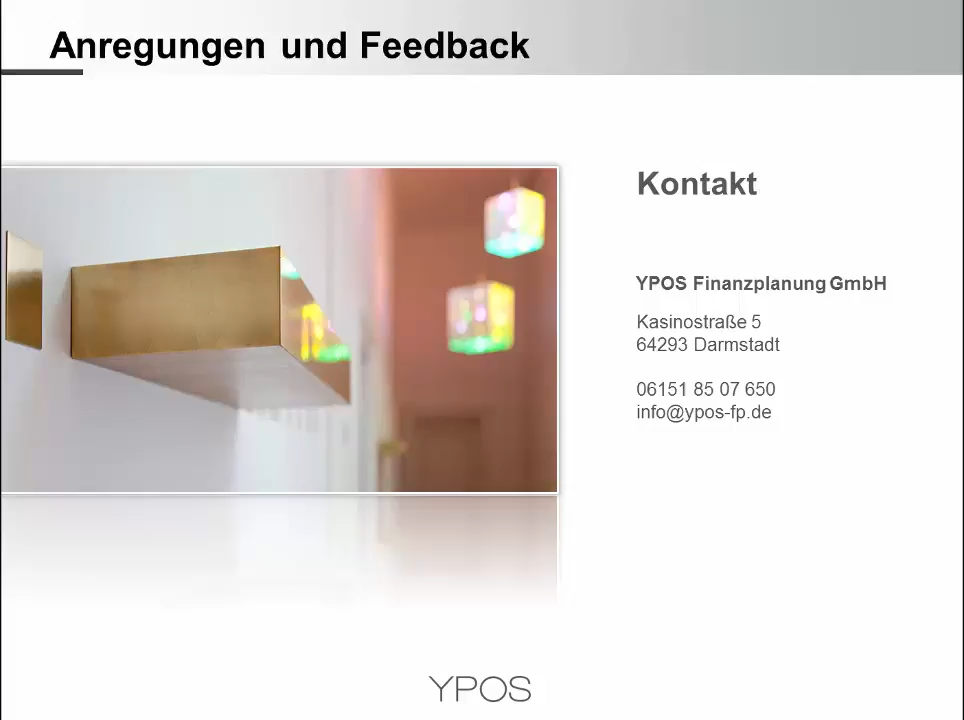 Anregungen und Feedback
Kontakt
YPOS Finanzplanung GmbH
Kasinostraße 5
64293 Darmstadt
06151 85 07 650
info@ypos-fp.de
YPOS